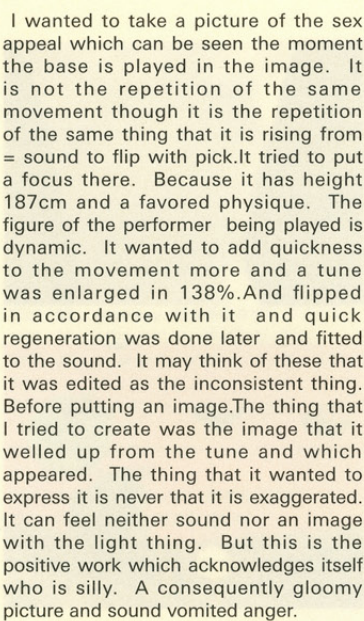 I wanted to take a picture of the sex
appeal which can be seen the moment
the base is played in the image. It
is not the repetition of the same
movement though it is the repetition
of the same thing that it is rising from
= sound to flip with pick.It tried to put
a focus there. Because it has height
187cm and a favored physique. The
figure of the performer being played is
dynamic. It wanted to add quickness
to the movement more and a tune
was enlarged in 138%.And flipped
in accordance with it and quick
regeneration was done later and fitted
to the sound. It may think of these that
it was edited as the inconsistent thing.
Before putting an image.The thing that
I tried to create was the image that it
welled up from the tune and which
appeared. The thing that it wanted to
express it is never that it is exaggerated.
It can feel neither sound nor an image
with the light thing. But this is the
positive work which acknowledges itself
who is silly. A consequently gloomy
picture and sound vomited anger.